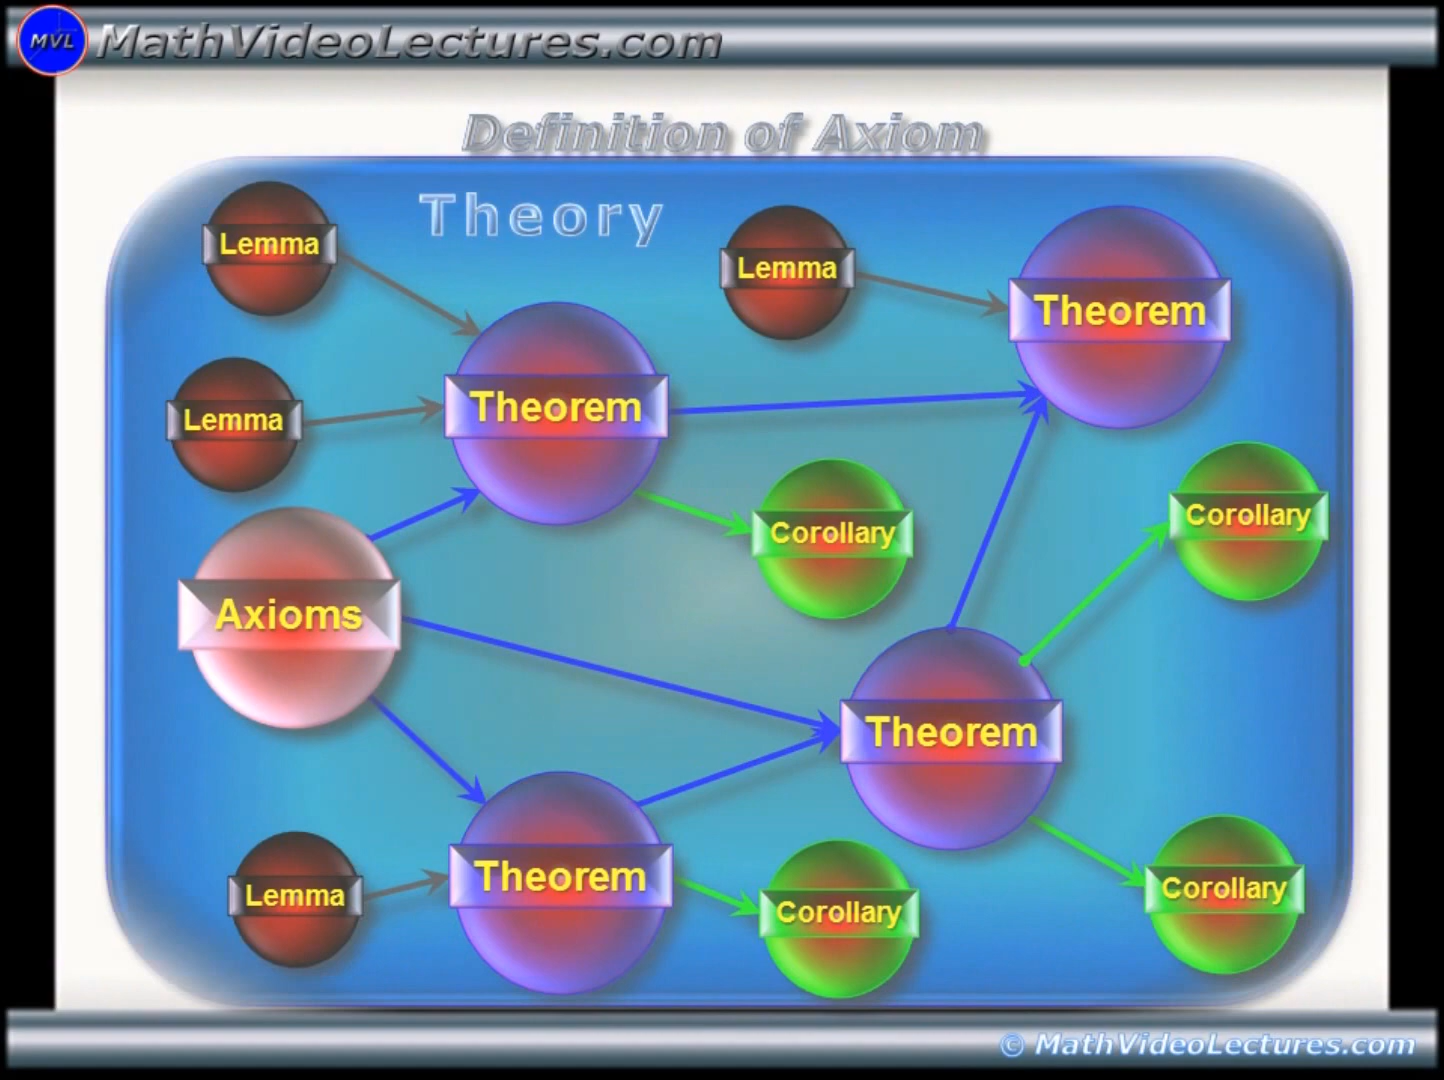 MVL MathVideoLectures.com
Definition of Axiom
Theory
Lemma
Lemma
Theorem
Theorem
Lemma
Corollary
Corollary
Axioms
Theorem
Theorem
Lemma
Corollary
Corollary
© MathVideoLectures.com